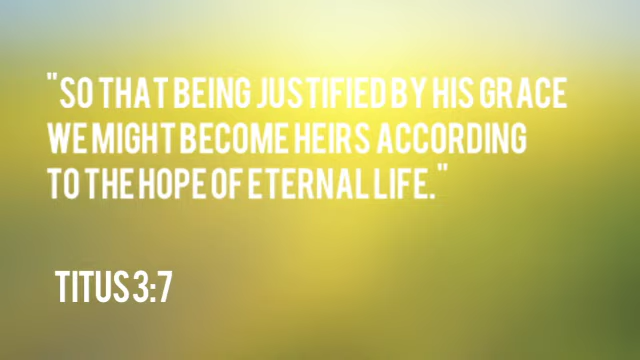 "SO THAT BEING JUSTIFIED BY HIS GRACE
WE MIGHT BECOME HEIRS ACCORDING
TO THE HOPE OF ETERNAL LIFE."
TITUS 3:7